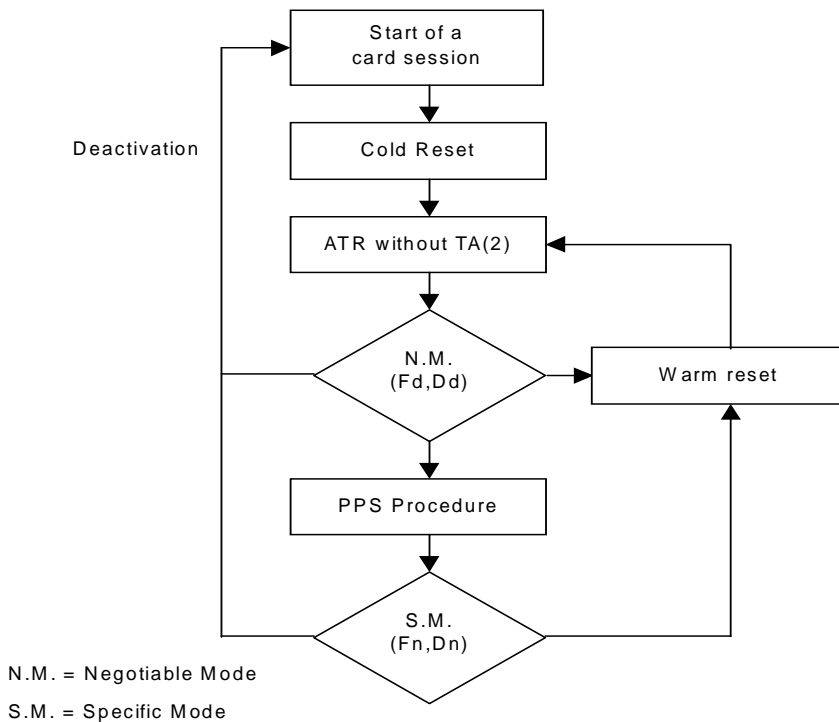 Start of a
card session
Deactivation
Cold Reset
ATR without TA(2)
N.M.
(Fd,Dd)
Warm reset
PPS Procedure
S.M.
(Fn,Dn)
N.M. = Negotiable Mode
S.M. = Specific Mode